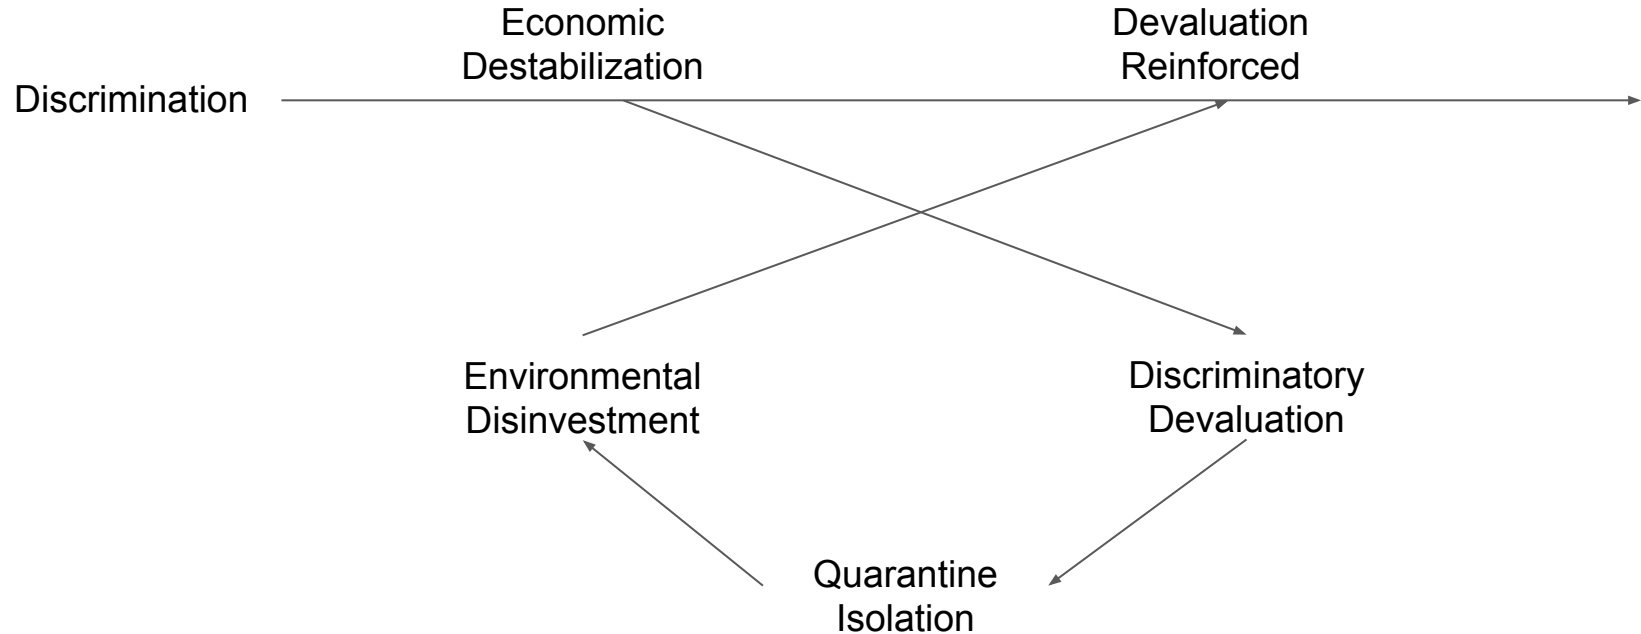 Economic
Destabilization
Devaluation
Reinforced
Discrimination
Environmental
Disinvestment
Discriminatory
Devaluation
Quarantine
Isolation